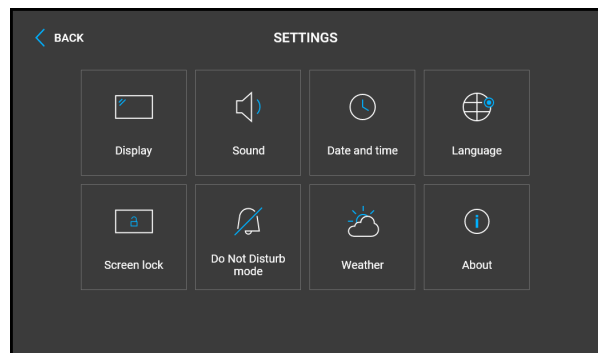 BACK
SETTINGS
Display
Sound
Date and time
Language
Screen lock
Do Not Disturb
mode
Weather
About